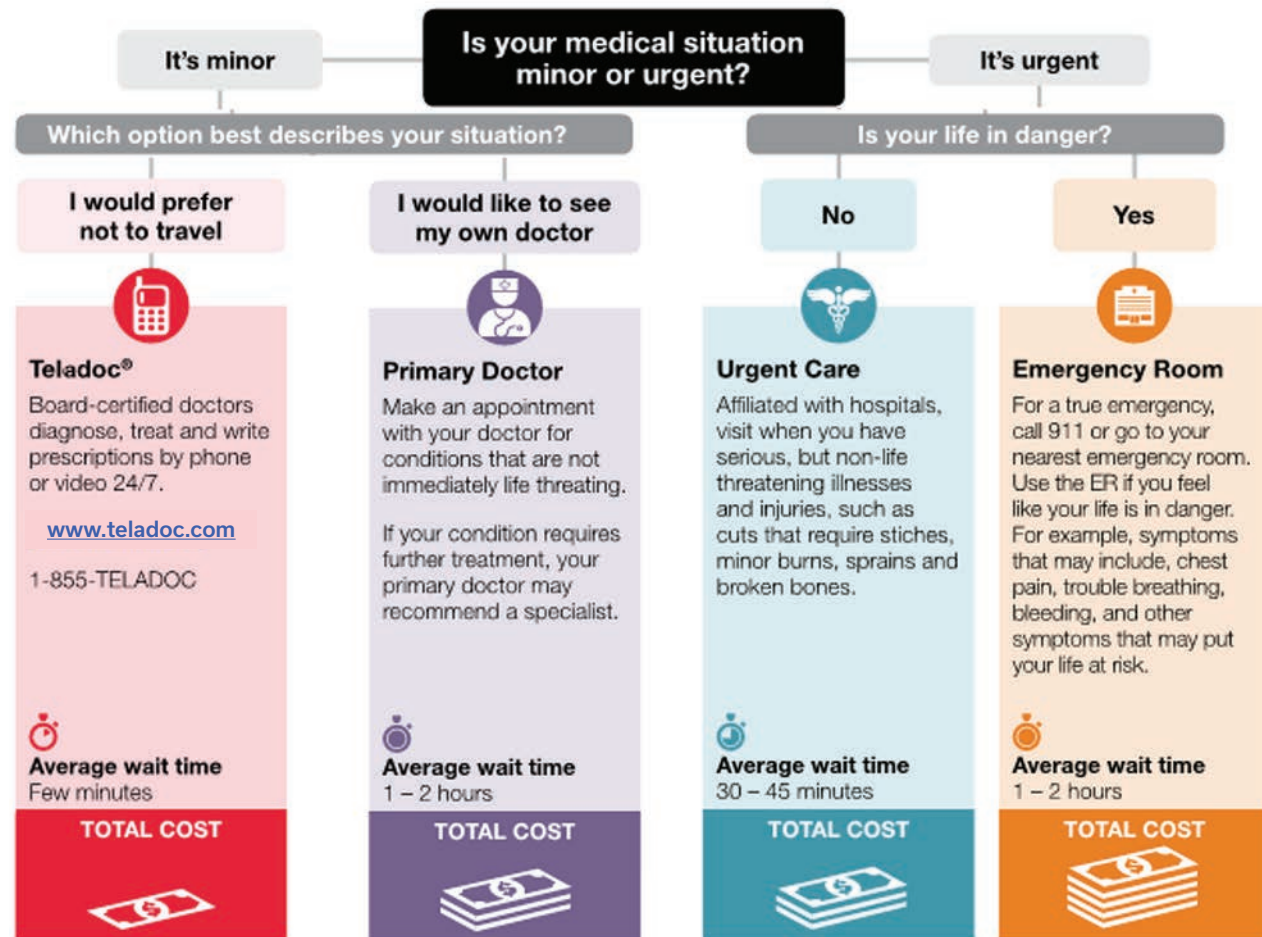 Is your medical situation
minor or urgent?
It's minor
It's urgent
Which option best describes your situation?
Is your life in danger?
I would prefer
not to travel
I would like to see
my own doctor
No
Yes
Teladoc®
Board-certified doctors
diagnose, treat and write
prescriptions by phone
or video 24/7.
www.teladoc.com
1-855-TELADOC
Average wait time
Few minutes
TOTAL COST
Primary Doctor
Make an appointment
with your doctor for
conditions that are not
immediately life threating.
If your condition requires
further treatment, your
primary doctor may
recommend a specialist.
Average wait time
1 – 2 hours
TOTAL COST
Urgent Care
Affiliated with hospitals,
visit when you have
serious, but non-life
threatening illnesses
and injuries, such as
cuts that require stiches,
minor burns, sprains and
broken bones.
Average wait time
30 – 45 minutes
TOTAL COST
Emergency Room
For a true emergency,
call 911 or go to your
nearest emergency room.
Use the ER if you feel
like your life is in danger.
For example, symptoms
that may include, chest
pain, trouble breathing,
bleeding, and other
symptoms that may put
your life at risk.
Average wait time
1 – 2 hours
TOTAL COST